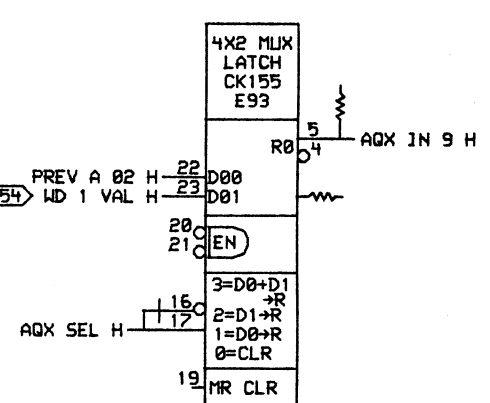 4X2 MUX
LATCH
CK155
E93
5
R0
4
AQX IN 9 H
PREV A 02 H
22
D00
54
WD 1 VAL H
23
D01
20
21
EN
3=D0+D1
→R
16
2=D1→R
17
AQX SEL H
1=D0→R
0=CLR
19
MR CLR